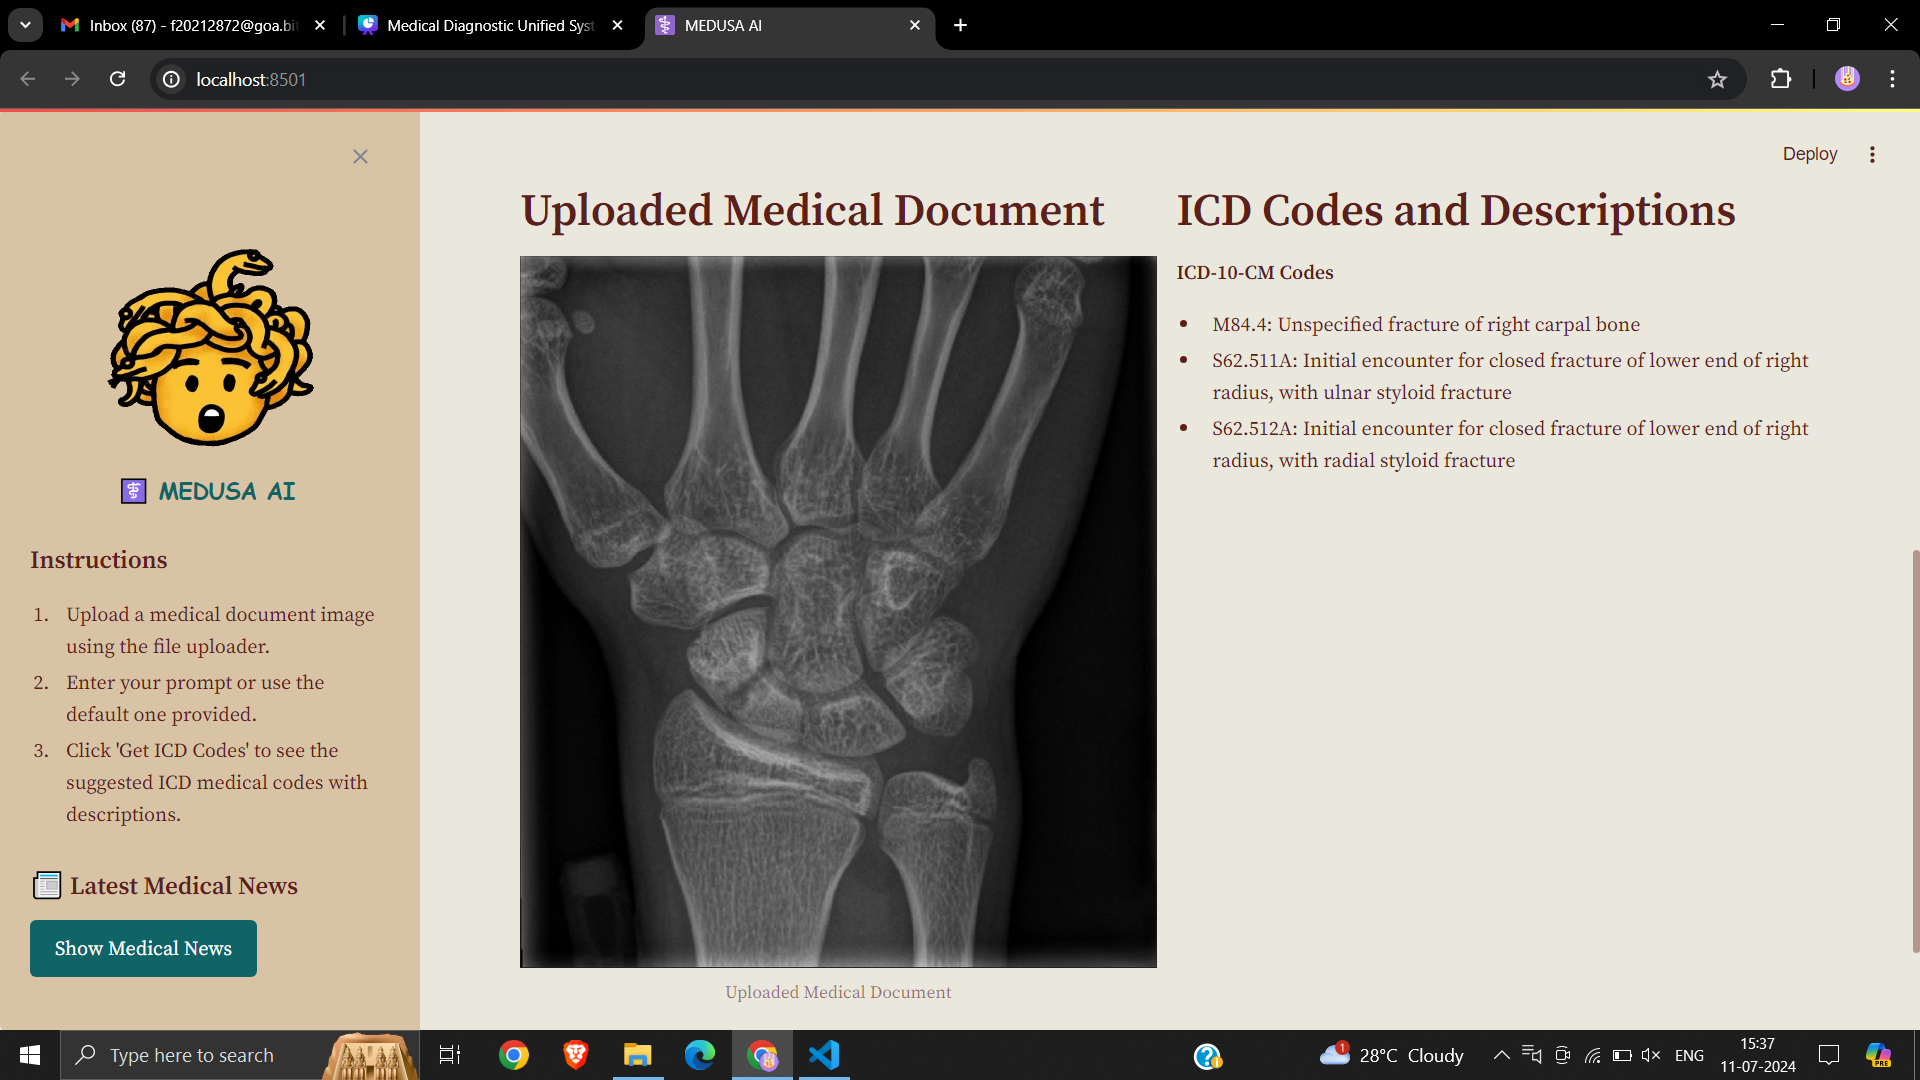 Inbox (87) - f20212872@goa.bit
Medical Diagnostic Unified Syst
MEDUSA AI
localhost:8501
Deploy
MEDUSA AI
Instructions
1. Upload a medical document image
using the file uploader.
2. Enter your prompt or use the
default one provided.
3. Click 'Get ICD Codes' to see the
suggested ICD medical codes with
descriptions.
Latest Medical News
Show Medical News
Uploaded Medical Document
Uploaded Medical Document
ICD Codes and Descriptions
ICD-10-CM Codes
• M84.4: Unspecified fracture of right carpal bone
• S62.511A: Initial encounter for closed fracture of lower end of right
radius, with ulnar styloid fracture
• S62.512A: Initial encounter for closed fracture of lower end of right
radius, with radial styloid fracture
Type here to search
1
28°C Cloudy
ENG
15:37
11-07-2024
PRE